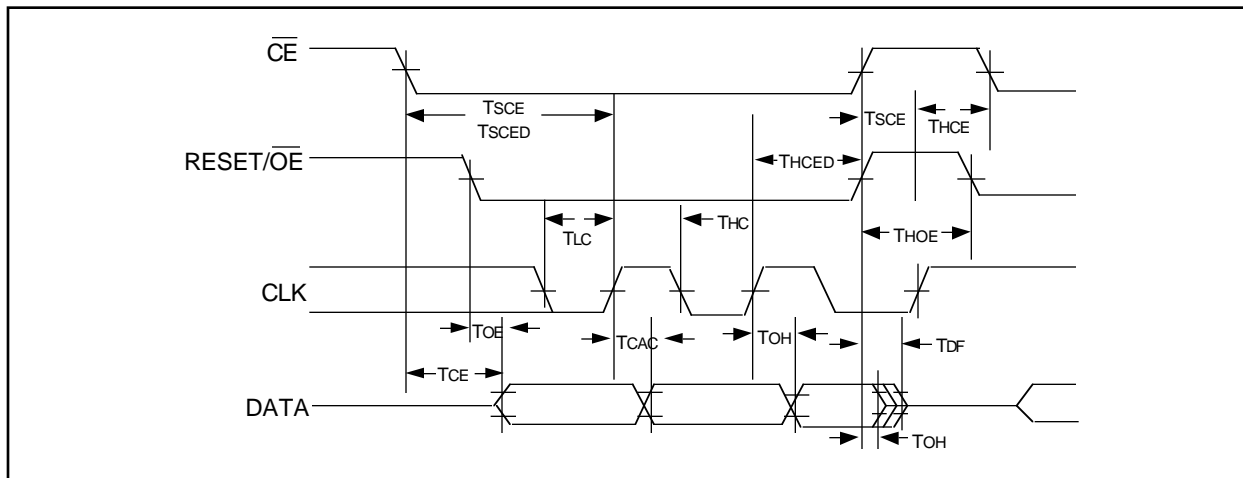 CE
TSCE
TSCED
TSCE
THCE
RESET/OE
THCED
TLC
THC
THOE
CLK
TOE
TCAC
TOH
TDF
TCE
DATA
TOH